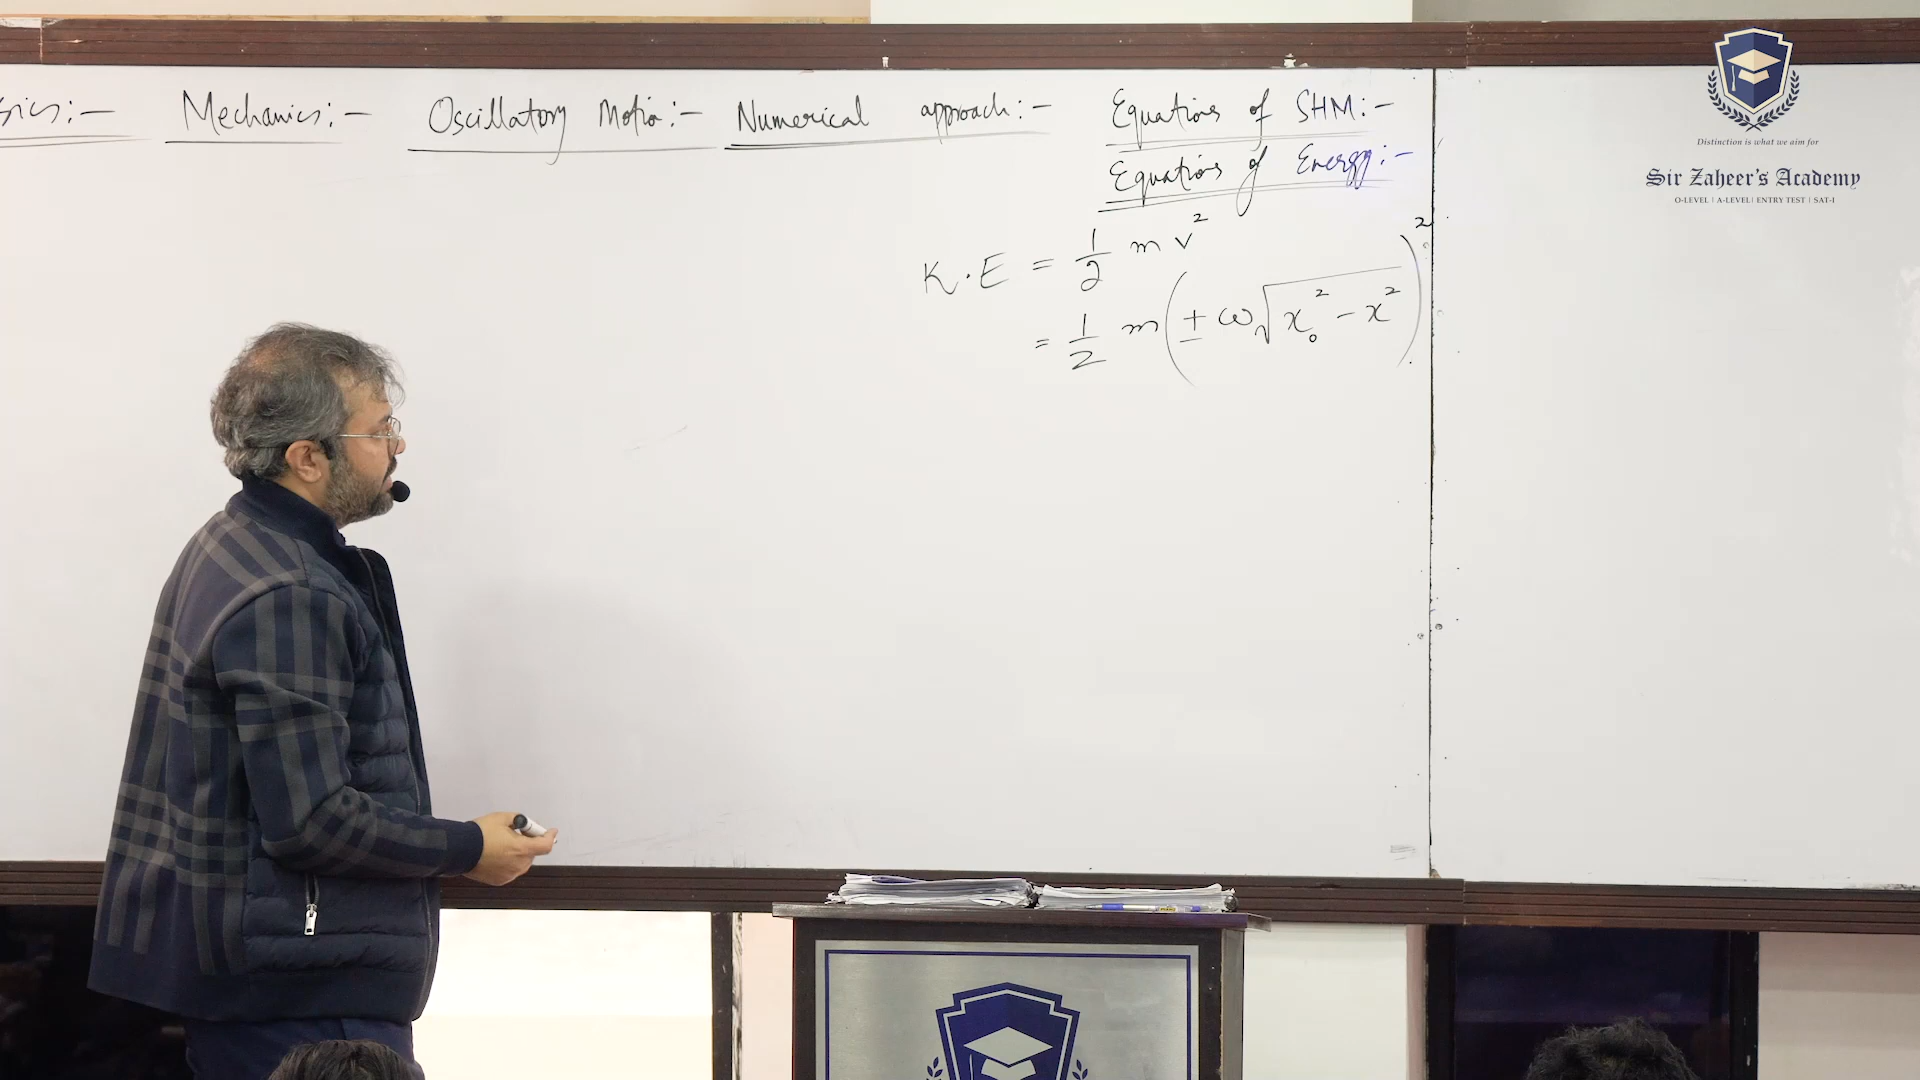 Mechanics:- Oscillatory Motion:- Numerical approach:- Equations of SHM:-
Equations of Energy:-
K.E = 1/2 m v²
= 1/2 m(± ω√(x₀² - x²))²
Distinction is what we aim for
Sir Zaheer's Academy
O-LEVEL | A-LEVEL | ENTRY TEST | SAT-I